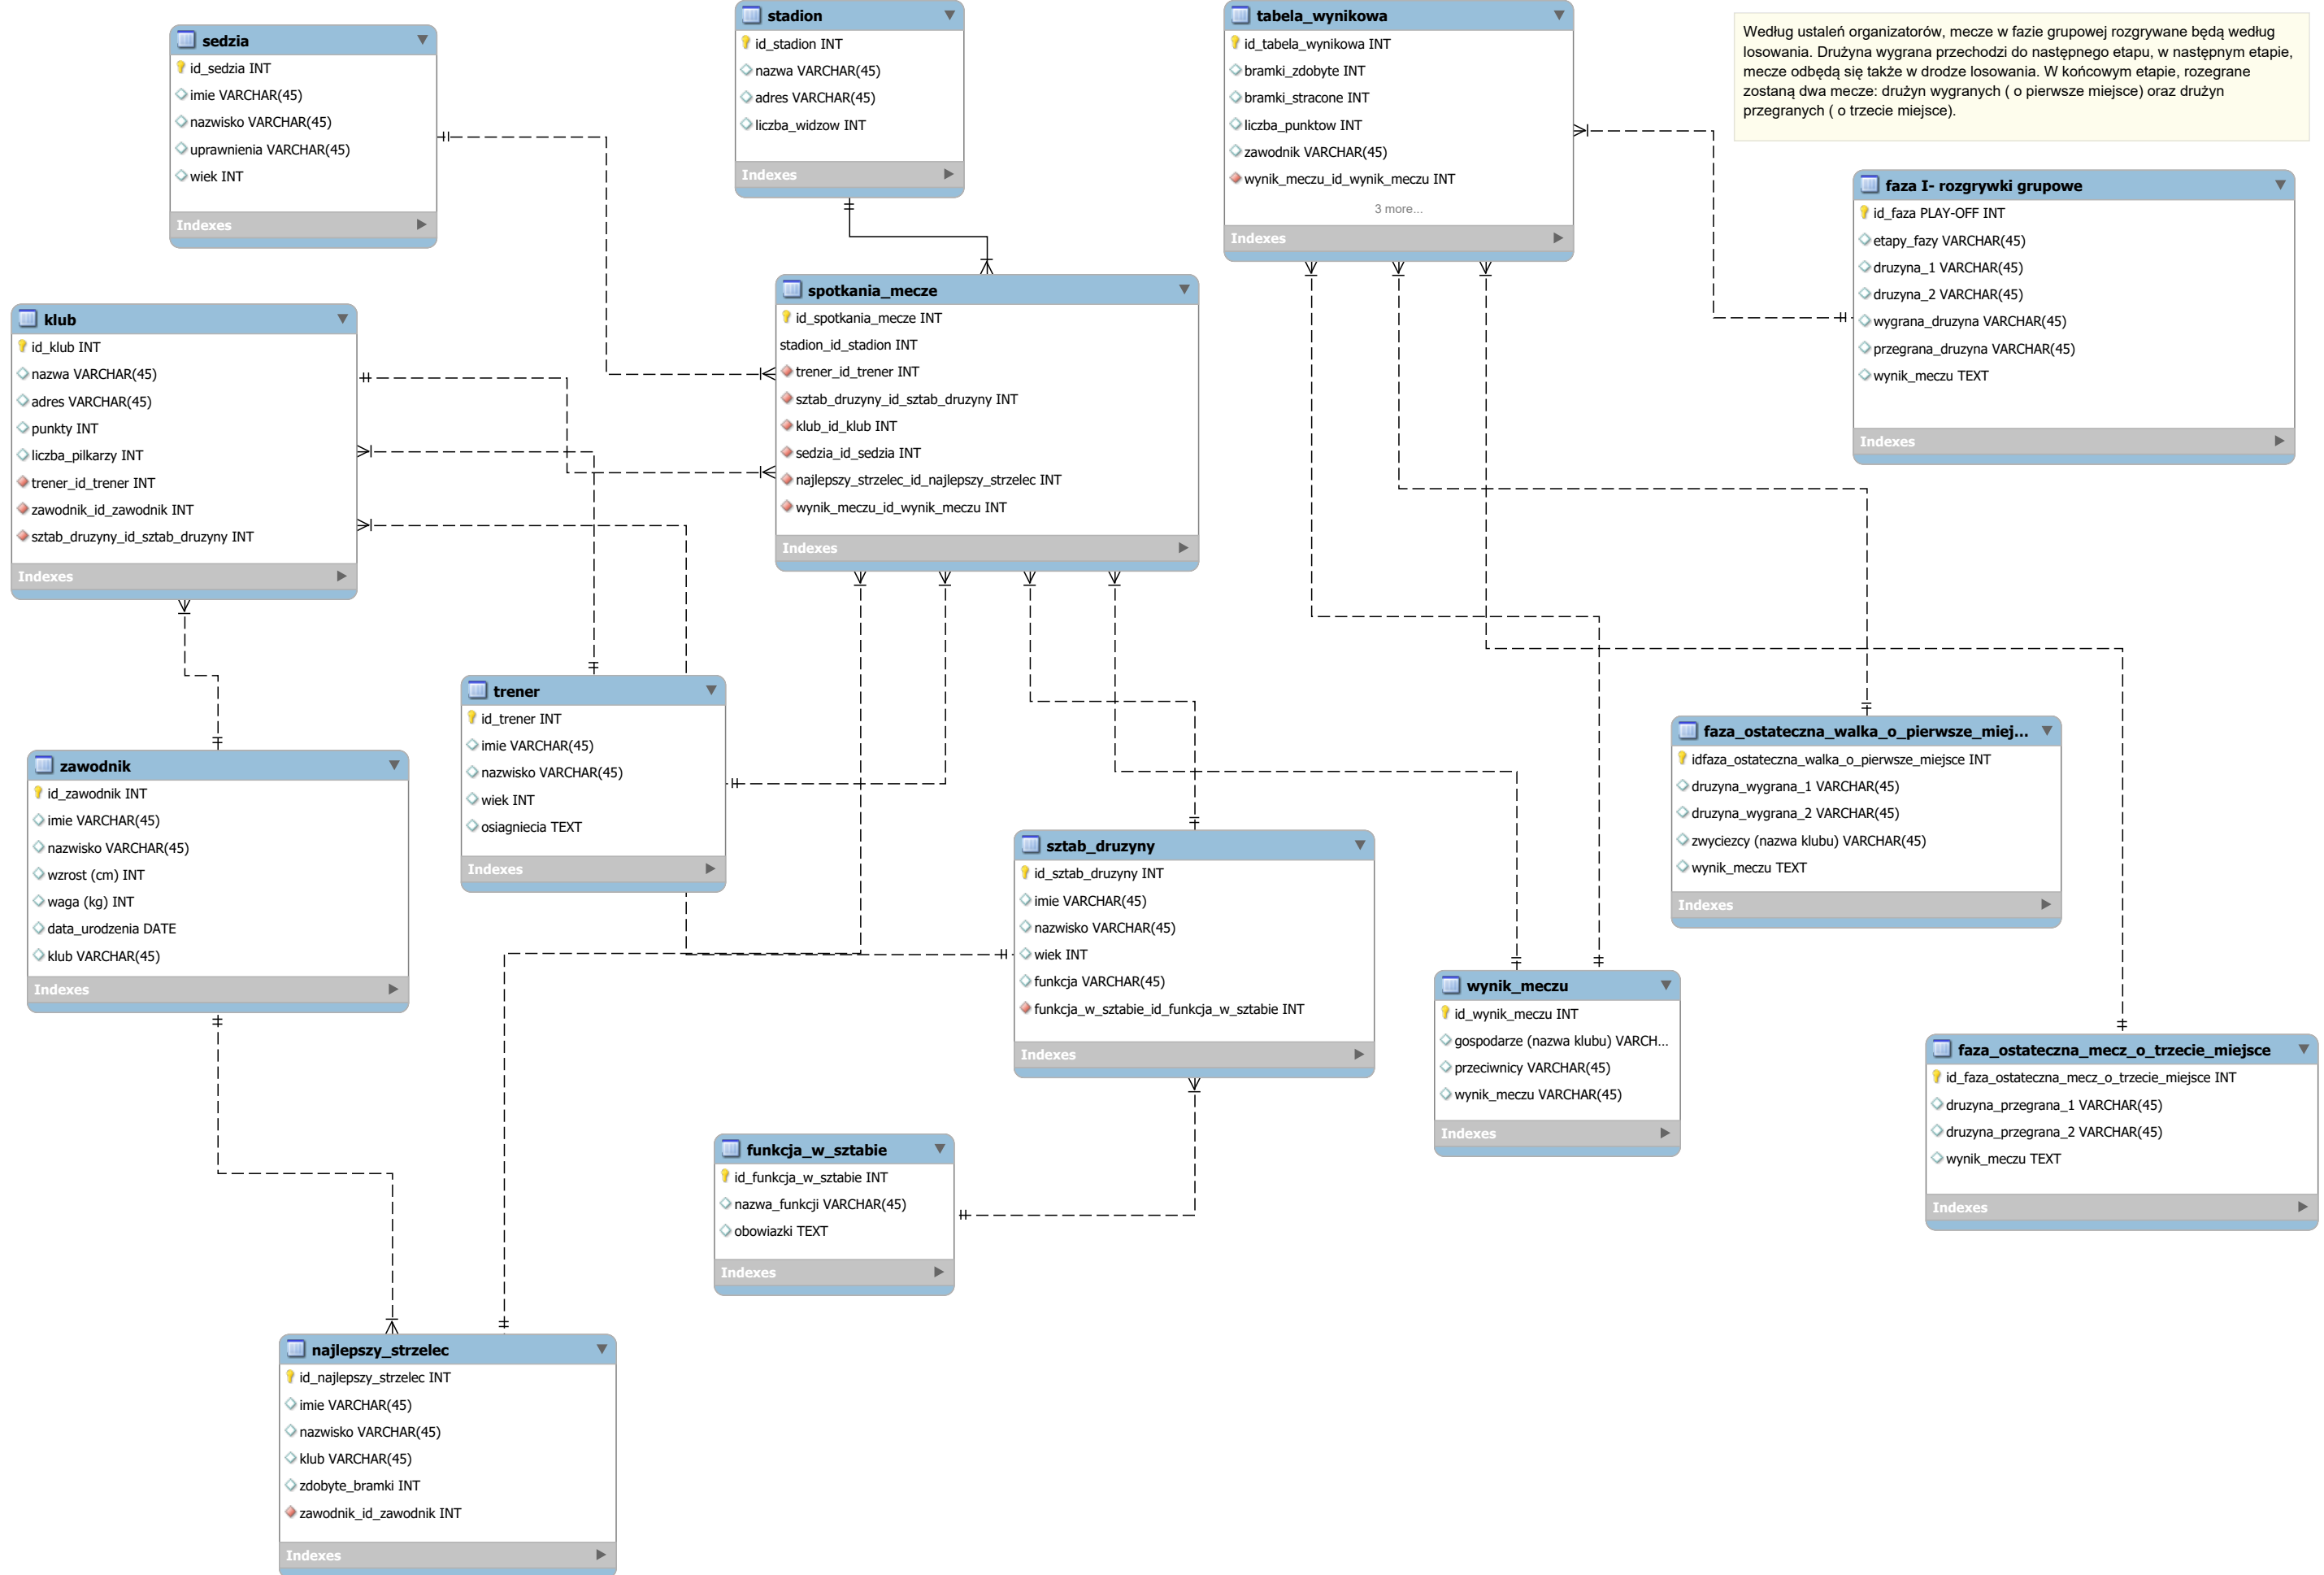 sedzia
id_sedzia INT
imie VARCHAR(45)
nazwisko VARCHAR(45)
uprawnienia VARCHAR(45)
wiek INT
Indexes
stadion
id_stadion INT
nazwa VARCHAR(45)
adres VARCHAR(45)
liczba_widzow INT
Indexes
tabela_wynikowa
id_tabela_wynikowa INT
bramki_zdobyte INT
bramki_stracone INT
liczba_punktow INT
zawodnik VARCHAR(45)
wynik_meczu_id_wynik_meczu INT
3 more...
Indexes
Według ustaleń organizatorów, mecze w fazie grupowej rozgrywane będą według
losowania. Drużyna wygrana przechodzi do następnego etapu, w następnym etapie,
mecze odbędą się także w drodze losowania. W końcowym etapie, rozegrane
zostaną dwa mecze: drużyn wygranych ( o pierwsze miejsce) oraz drużyn
przegranych ( o trzecie miejsce).
faza I- rozgrywki grupowe
id_faza PLAY-OFF INT
etapy_fazy VARCHAR(45)
druzyna_1 VARCHAR(45)
druzyna_2 VARCHAR(45)
wygrana_druzyna VARCHAR(45)
przegrana_druzyna VARCHAR(45)
wynik_meczu TEXT
Indexes
klub
id_klub INT
nazwa VARCHAR(45)
adres VARCHAR(45)
punkty INT
liczba_pilkarzy INT
trener_id_trener INT
zawodnik_id_zawodnik INT
sztab_druzyny_id_sztab_druzyny INT
Indexes
spotkania_mecze
id_spotkania_mecze INT
stadion_id_stadion INT
trener_id_trener INT
sztab_druzyny_id_sztab_druzyny INT
klub_id_klub INT
sedzia_id_sedzia INT
najlepszy_strzelec_id_najlepszy_strzelec INT
wynik_meczu_id_wynik_meczu INT
Indexes
trener
id_trener INT
imie VARCHAR(45)
nazwisko VARCHAR(45)
wiek INT
osiagniecia TEXT
Indexes
zawodnik
id_zawodnik INT
imie VARCHAR(45)
nazwisko VARCHAR(45)
wzrost (cm) INT
waga (kg) INT
data_urodzenia DATE
klub VARCHAR(45)
Indexes
faza_ostateczna_walka_o_pierwsze_miej...
idfaza_ostateczna_walka_o_pierwsze_miejsce INT
druzyna_wygrana_1 VARCHAR(45)
druzyna_wygrana_2 VARCHAR(45)
zwyciezcy (nazwa klubu) VARCHAR(45)
wynik_meczu TEXT
Indexes
sztab_druzyny
id_sztab_druzyny INT
imie VARCHAR(45)
nazwisko VARCHAR(45)
wiek INT
funkcja VARCHAR(45)
funkcja_w_sztabie_id_funkcja_w_sztabie INT
Indexes
wynik_meczu
id_wynik_meczu INT
gospodarze (nazwa klubu) VARCH...
przeciwnicy VARCHAR(45)
wynik_meczu VARCHAR(45)
Indexes
faza_ostateczna_mecz_o_trzecie_miejsce
id_faza_ostateczna_mecz_o_trzecie_miejsce INT
druzyna_przegrana_1 VARCHAR(45)
druzyna_przegrana_2 VARCHAR(45)
wynik_meczu TEXT
Indexes
funkcja_w_sztabie
id_funkcja_w_sztabie INT
nazwa_funkcji VARCHAR(45)
obowiazki TEXT
Indexes
najlepszy_strzelec
id_najlepszy_strzelec INT
imie VARCHAR(45)
nazwisko VARCHAR(45)
klub VARCHAR(45)
zdobyte_bramki INT
zawodnik_id_zawodnik INT
Indexes